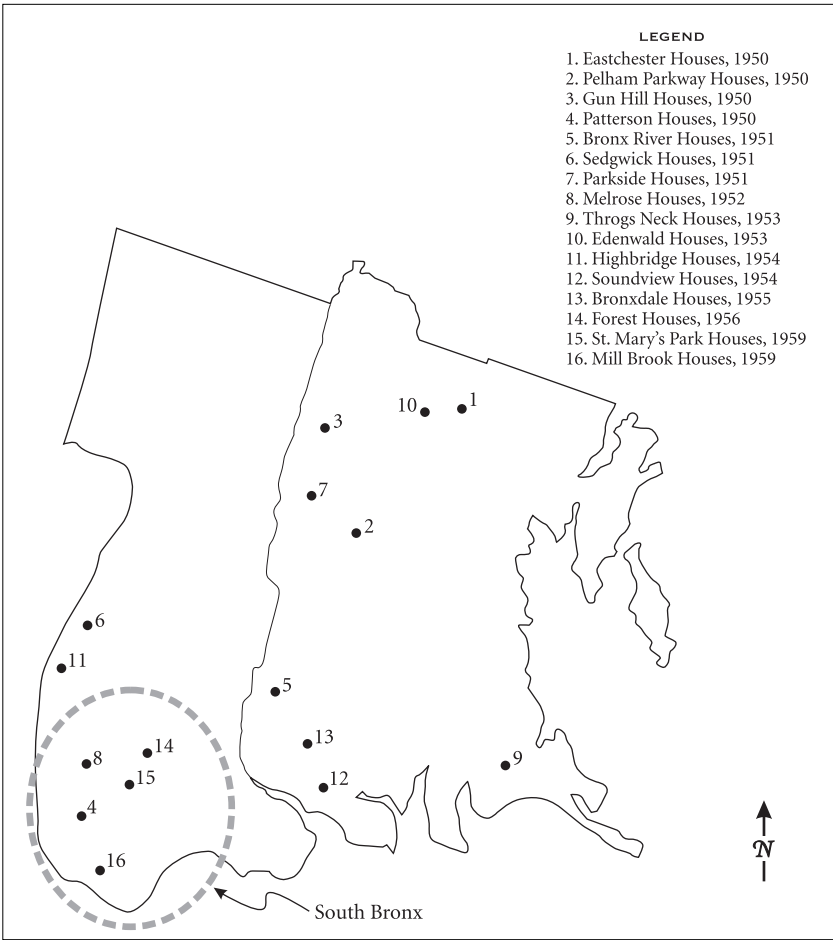 LEGEND
1. Eastchester Houses, 1950
2. Pelham Parkway Houses, 1950
3. Gun Hill Houses, 1950
4. Patterson Houses, 1950
5. Bronx River Houses, 1951
6. Sedgwick Houses, 1951
7. Parkside Houses, 1951
8. Melrose Houses, 1952
9. Throgs Neck Houses, 1953
10. Edenwald Houses, 1953
11. Highbridge Houses, 1954
12. Soundview Houses, 1954
13. Bronxdale Houses, 1955
14. Forest Houses, 1956
15. St. Mary's Park Houses, 1959
16. Mill Brook Houses, 1959
10
1
3
7
2
6
11
5
13
14
8
9
15
12
4
N
16
South Bronx